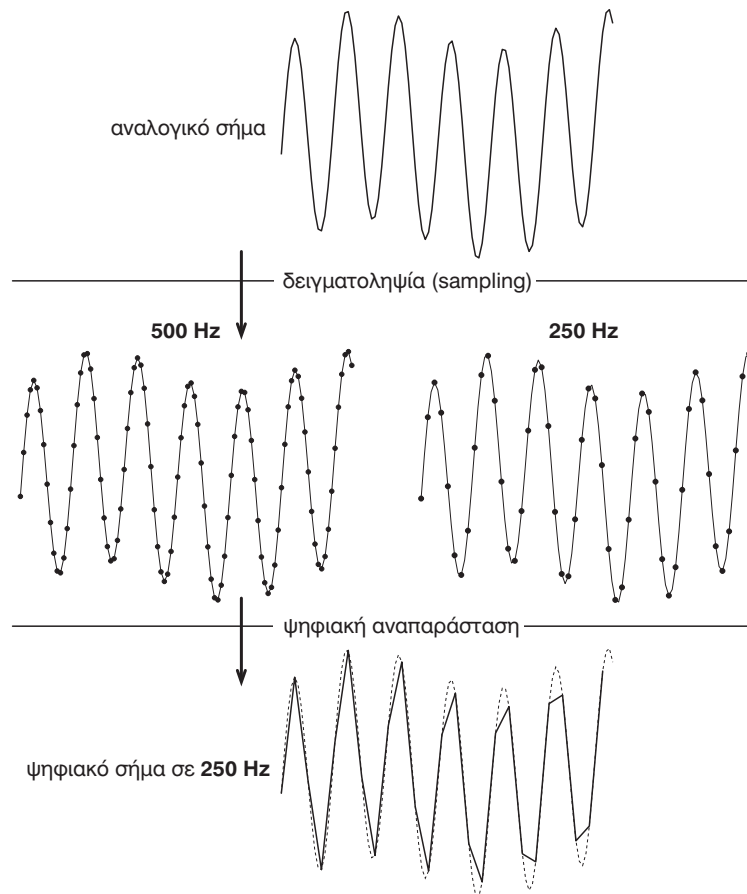 αναλογικό σήμα
δειγματοληψία (sampling)
500 Hz
250 Hz
ψηφιακή αναπαράσταση
ψηφιακό σήμα σε 250 Hz